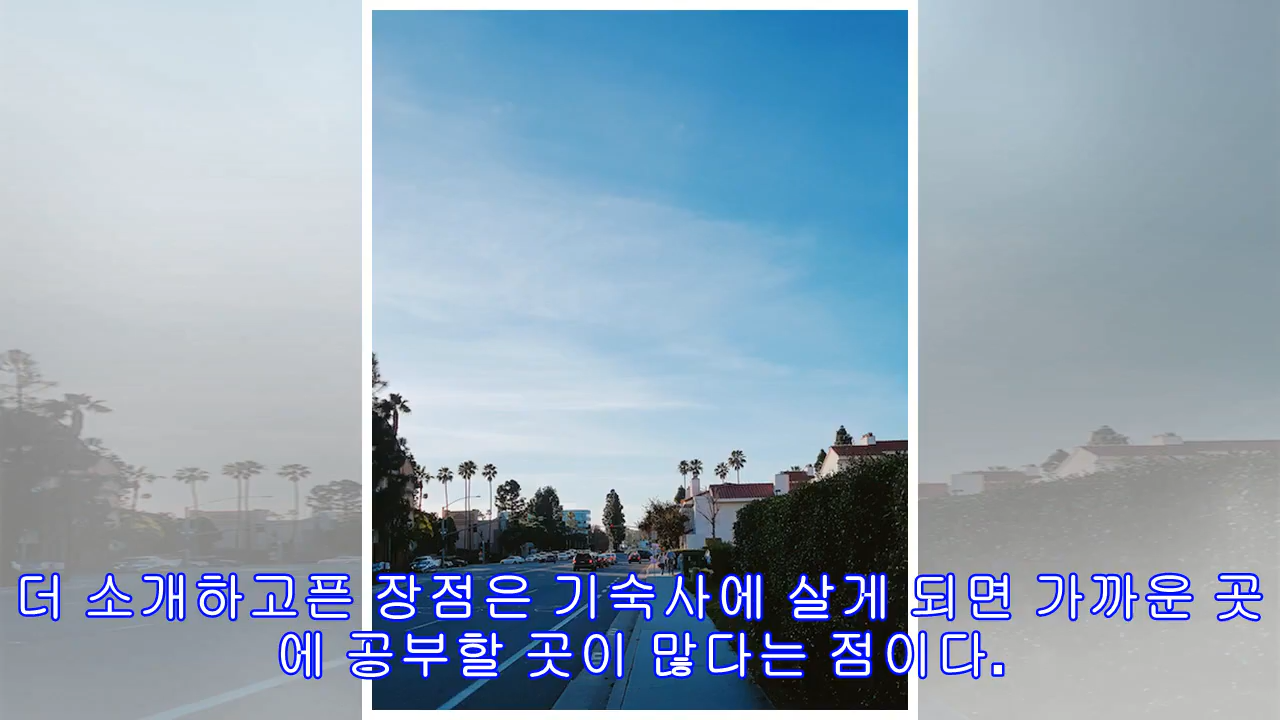 더 소개하고픈 장점은 기숙사에 살게 되면 가까운 곳
에 공부할 곳이 많다는 점이다.